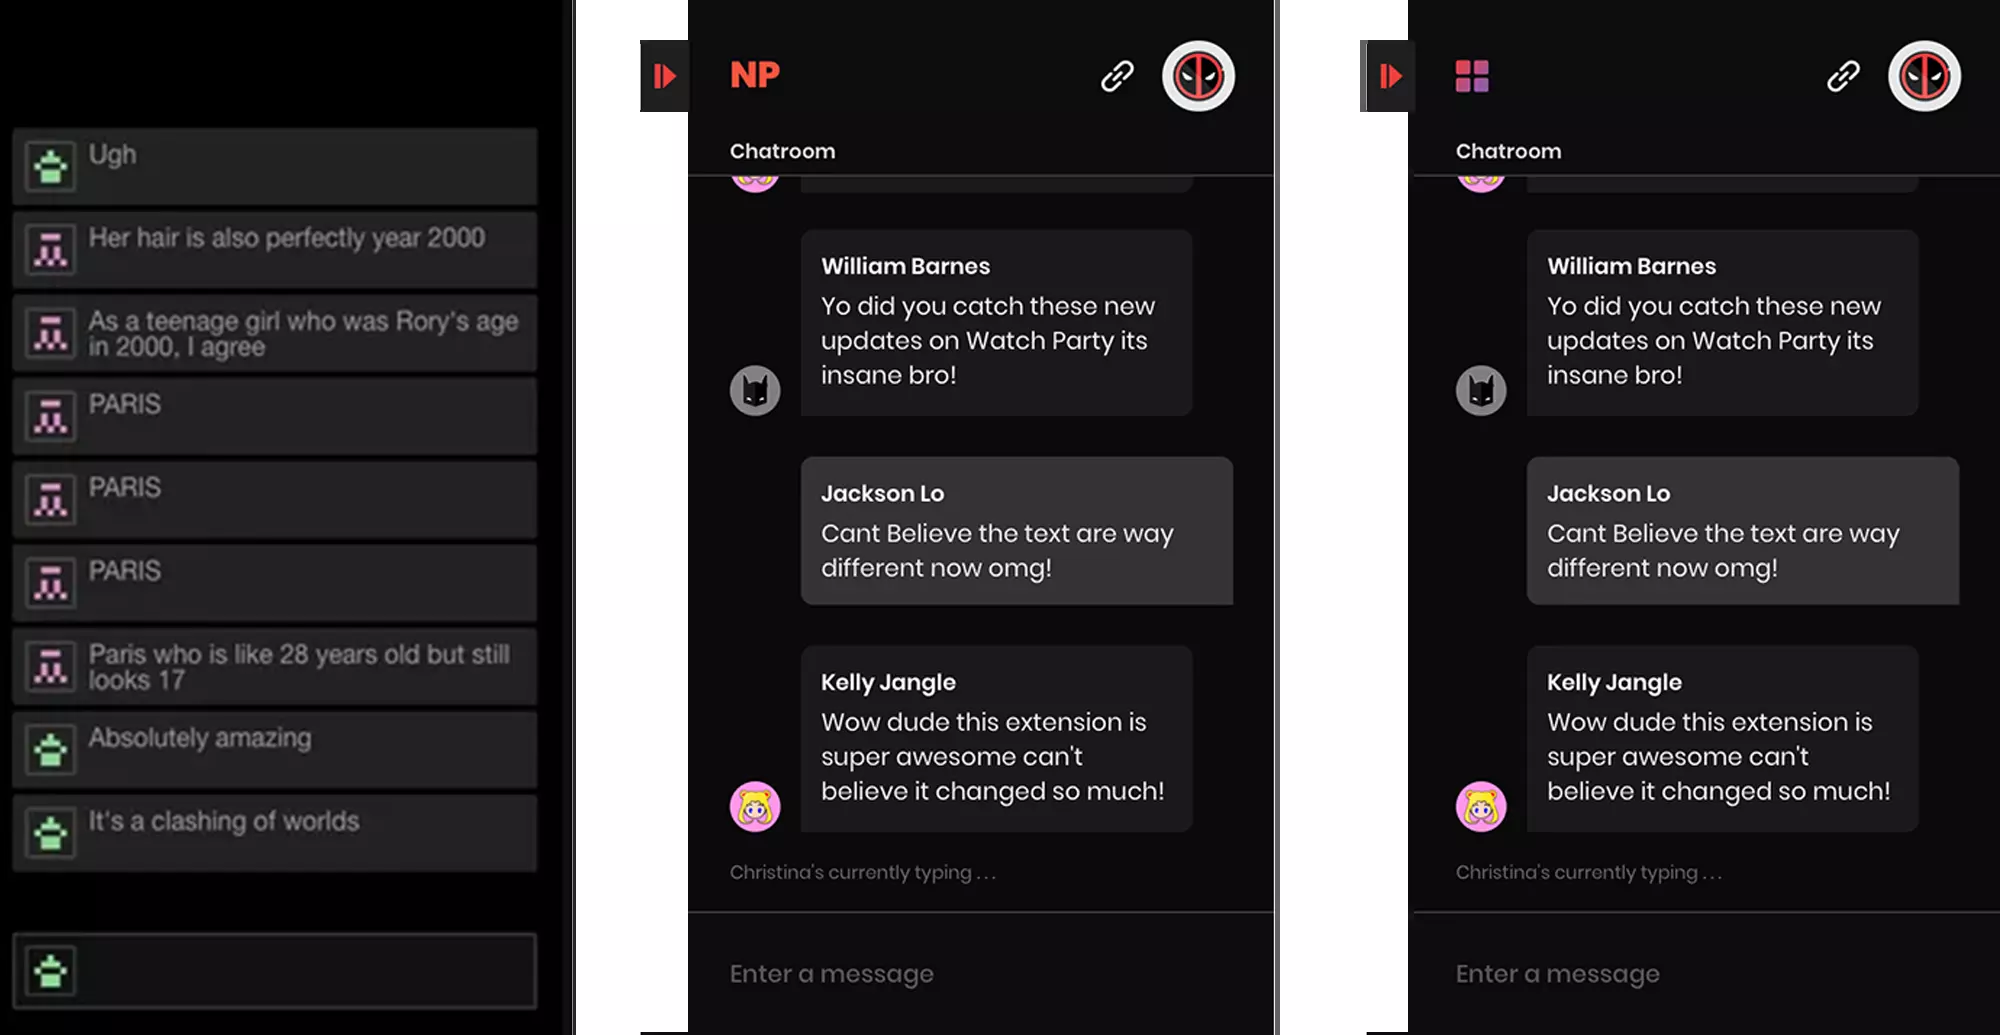 Ugh
Her hair is also perfectly year 2000
As a teenage girl who was Rory's age
in 2000, I agree
PARIS
PARIS
PARIS
Paris who is like 28 years old but still
looks 17
Absolutely amazing
It's a clashing of worlds
NP
Chatroom
William Barnes
Yo did you catch these new
updates on Watch Party its
insane bro!
Jackson Lo
Cant Believe the text are way
different now omg!
Kelly Jangle
Wow dude this extension is
super awesome can't
believe it changed so much!
Christina's currently typing ...
Enter a message
Chatroom
William Barnes
Yo did you catch these new
updates on Watch Party its
insane bro!
Jackson Lo
Cant Believe the text are way
different now omg!
Kelly Jangle
Wow dude this extension is
super awesome can't
believe it changed so much!
Christina's currently typing ...
Enter a message